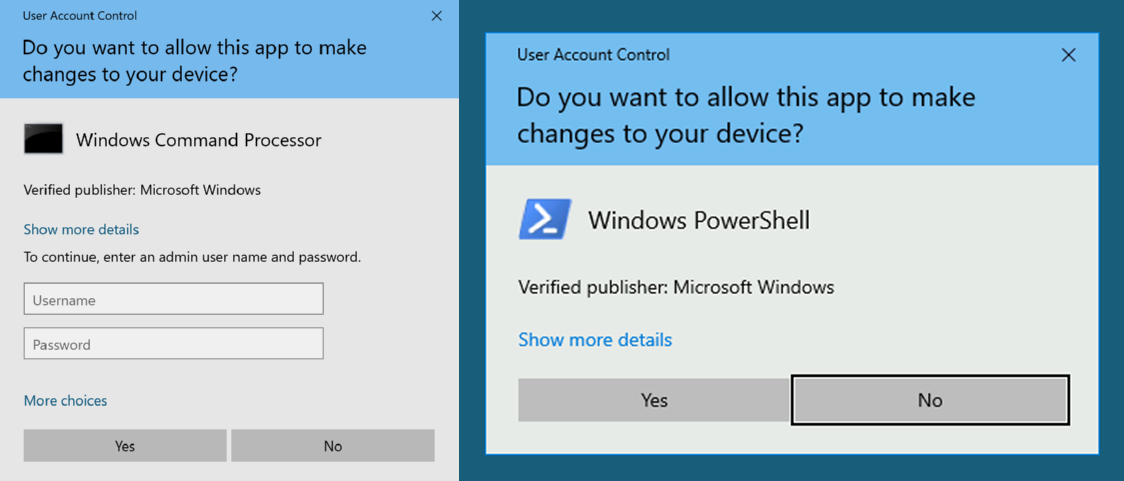 User Account Control
Do you want to allow this app to make
changes to your device?
Windows Command Processor
Verified publisher: Microsoft Windows
Show more details
To continue, enter an admin user name and password.
Username
Password
More choices
Yes
No
User Account Control
Do you want to allow this app to make
changes to your device?
Windows PowerShell
Verified publisher: Microsoft Windows
Show more details
Yes
No